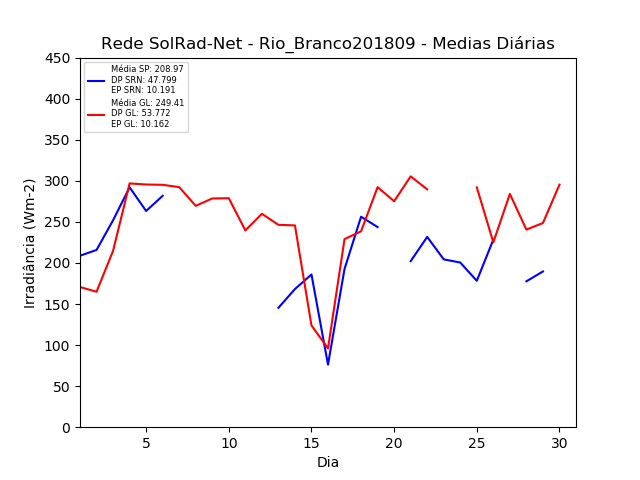 Rede SolRad-Net - Rio_Branco201809 - Medias Diárias
450
400
350
300
250
200
150
100
50
0
Irradiância (Wm-2)
Média SP: 208.97
DP SRN: 47.799
EP SRN: 10.191
Média GL: 249.41
DP GL: 53.772
EP GL: 10.162
5
10
15
20
25
30
Dia